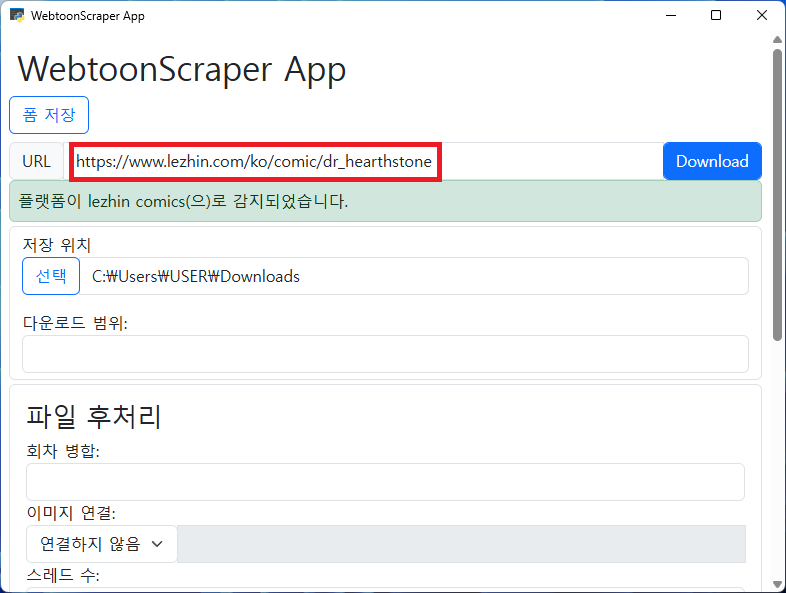 WebtoonScraper App
WebtoonScraper App
폼 저장
URL https://www.lezhin.com/ko/comic/dr_hearthstone Download
플랫폼이 lezhin comics(으)로 감지되었습니다.
저장 위치
선택 C:₩Users₩USER₩Downloads
다운로드 범위:
파일 후처리
회차 병합:
이미지 연결:
연결하지 않음
스레드 수: